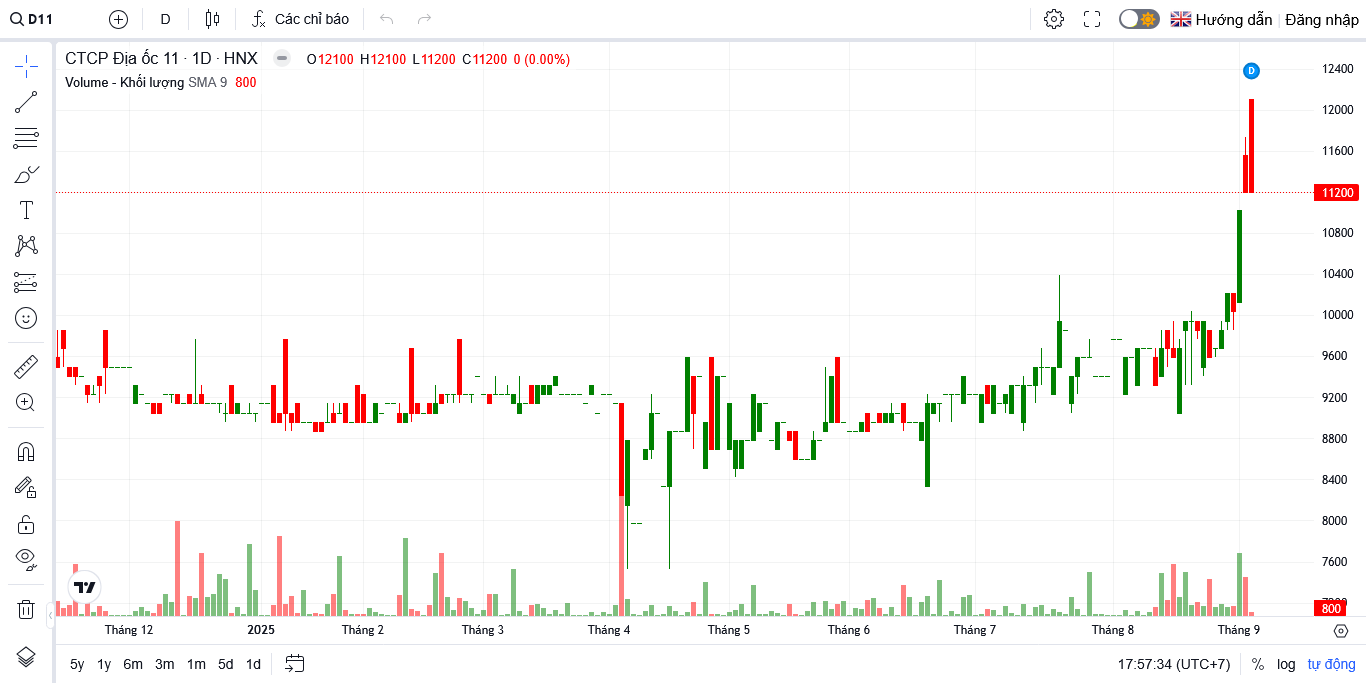 D11 D Các chỉ báo Hướng dẫn Đăng nhập
CTCP Địa ốc 11 · 1D · HNX O12100 H12100 L11200 C11200 0 (0.00%)
Volume - Khối lượng SMA 9 800
D
12400
12000
11600
11200
10800
10400
10000
9600
9200
8800
8400
8000
7600
800
Tháng 12 2025 Tháng 2 Tháng 3 Tháng 4 Tháng 5 Tháng 6 Tháng 7 Tháng 8 Tháng 9
5y 1y 6m 3m 1m 5d 1d 17:57:34 (UTC+7) % log tự động